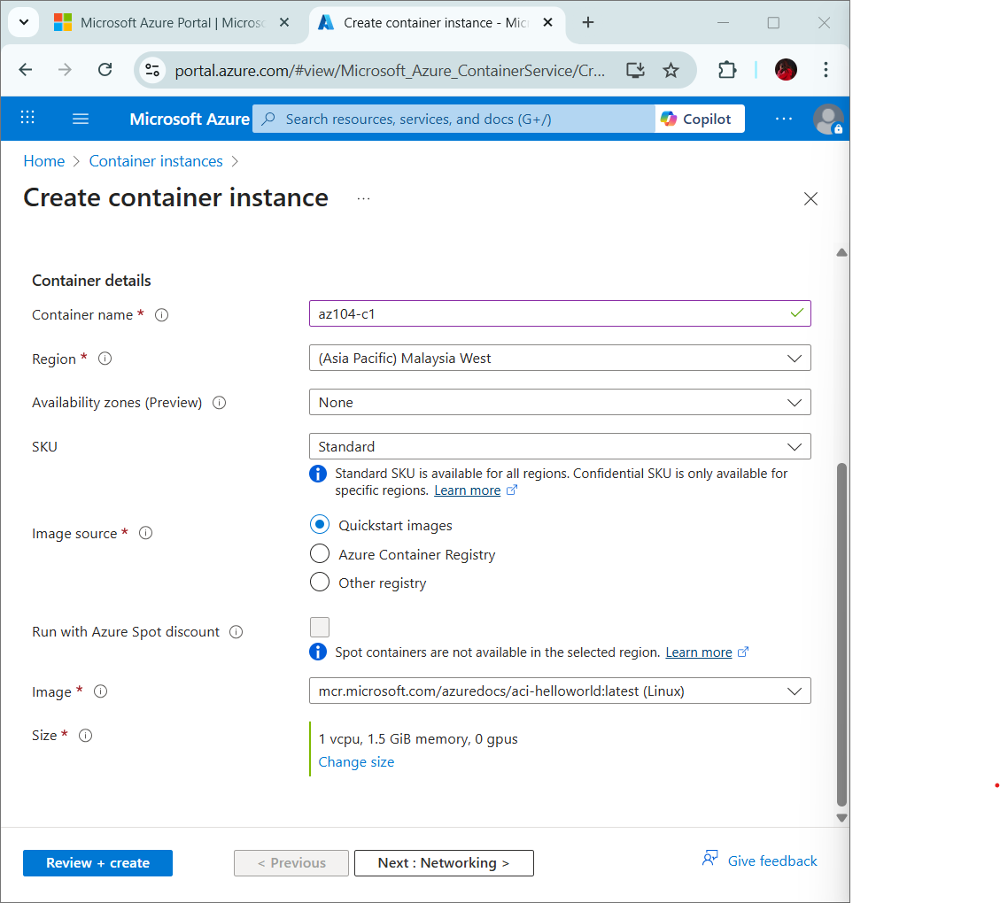 Microsoft Azure Portal | Micros
Create container instance - Mic
portal.azure.com/#view/Microsoft_Azure_ContainerService/Cr...
Microsoft Azure
Search resources, services, and docs (G+/)
Copilot
Home > Container instances >
Create container instance
Container details
Container name *
az104-c1
Region *
(Asia Pacific) Malaysia West
Availability zones (Preview)
None
SKU
Standard
Standard SKU is available for all regions. Confidential SKU is only available for
specific regions. Learn more
Image source *
Quickstart images
Azure Container Registry
Other registry
Run with Azure Spot discount
Spot containers are not available in the selected region. Learn more
Image *
mcr.microsoft.com/azuredocs/aci-helloworld:latest (Linux)
Size *
1 vcpu, 1.5 GiB memory, 0 gpus
Change size
Review + create
< Previous
Next : Networking >
Give feedback